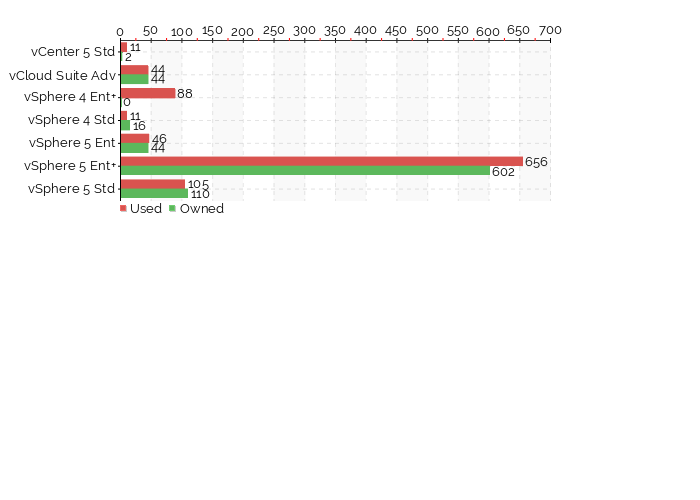 0 50 100 150 200 250 300 350 400 450 500 550 600 650 700
vCenter 5 Std 11
2
vCloud Suite Adv 44
44
vSphere 4 Ent+ 88
0
vSphere 4 Std 11
16
vSphere 5 Ent 46
44
vSphere 5 Ent+ 656
602
vSphere 5 Std 105
110
Used Owned